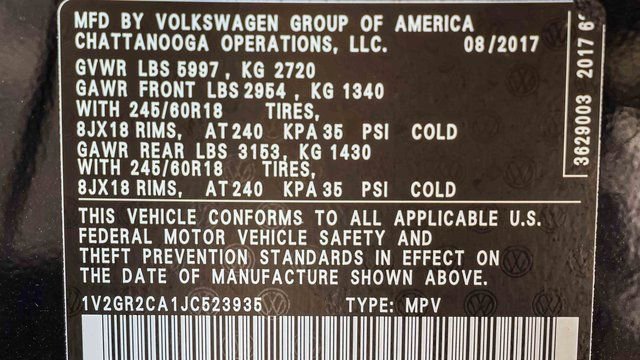 MFD BY VOLKSWAGEN GROUP OF AMERICA
CHATTANOOGA OPERATIONS, LLC. 08/2017
GVWR LBS 5997 , KG 2720
GAWR FRONT LBS 2954 , KG 1340
WITH 245/60R18 TIRES,
8JX18 RIMS, AT 240 KPA 35 PSI COLD
GAWR REAR LBS 3153, KG 1430
WITH 245/60R18 TIRES,
8JX18 RIMS, AT 240 KPA 35 PSI COLD
THIS VEHICLE CONFORMS TO ALL APPLICABLE U.S.
FEDERAL MOTOR VEHICLE SAFETY AND
THEFT PREVENTION STANDARDS IN EFFECT ON
THE DATE OF MANUFACTURE SHOWN ABOVE.
1V2GR2CA1JC523935 TYPE: MPV
3629003 2017